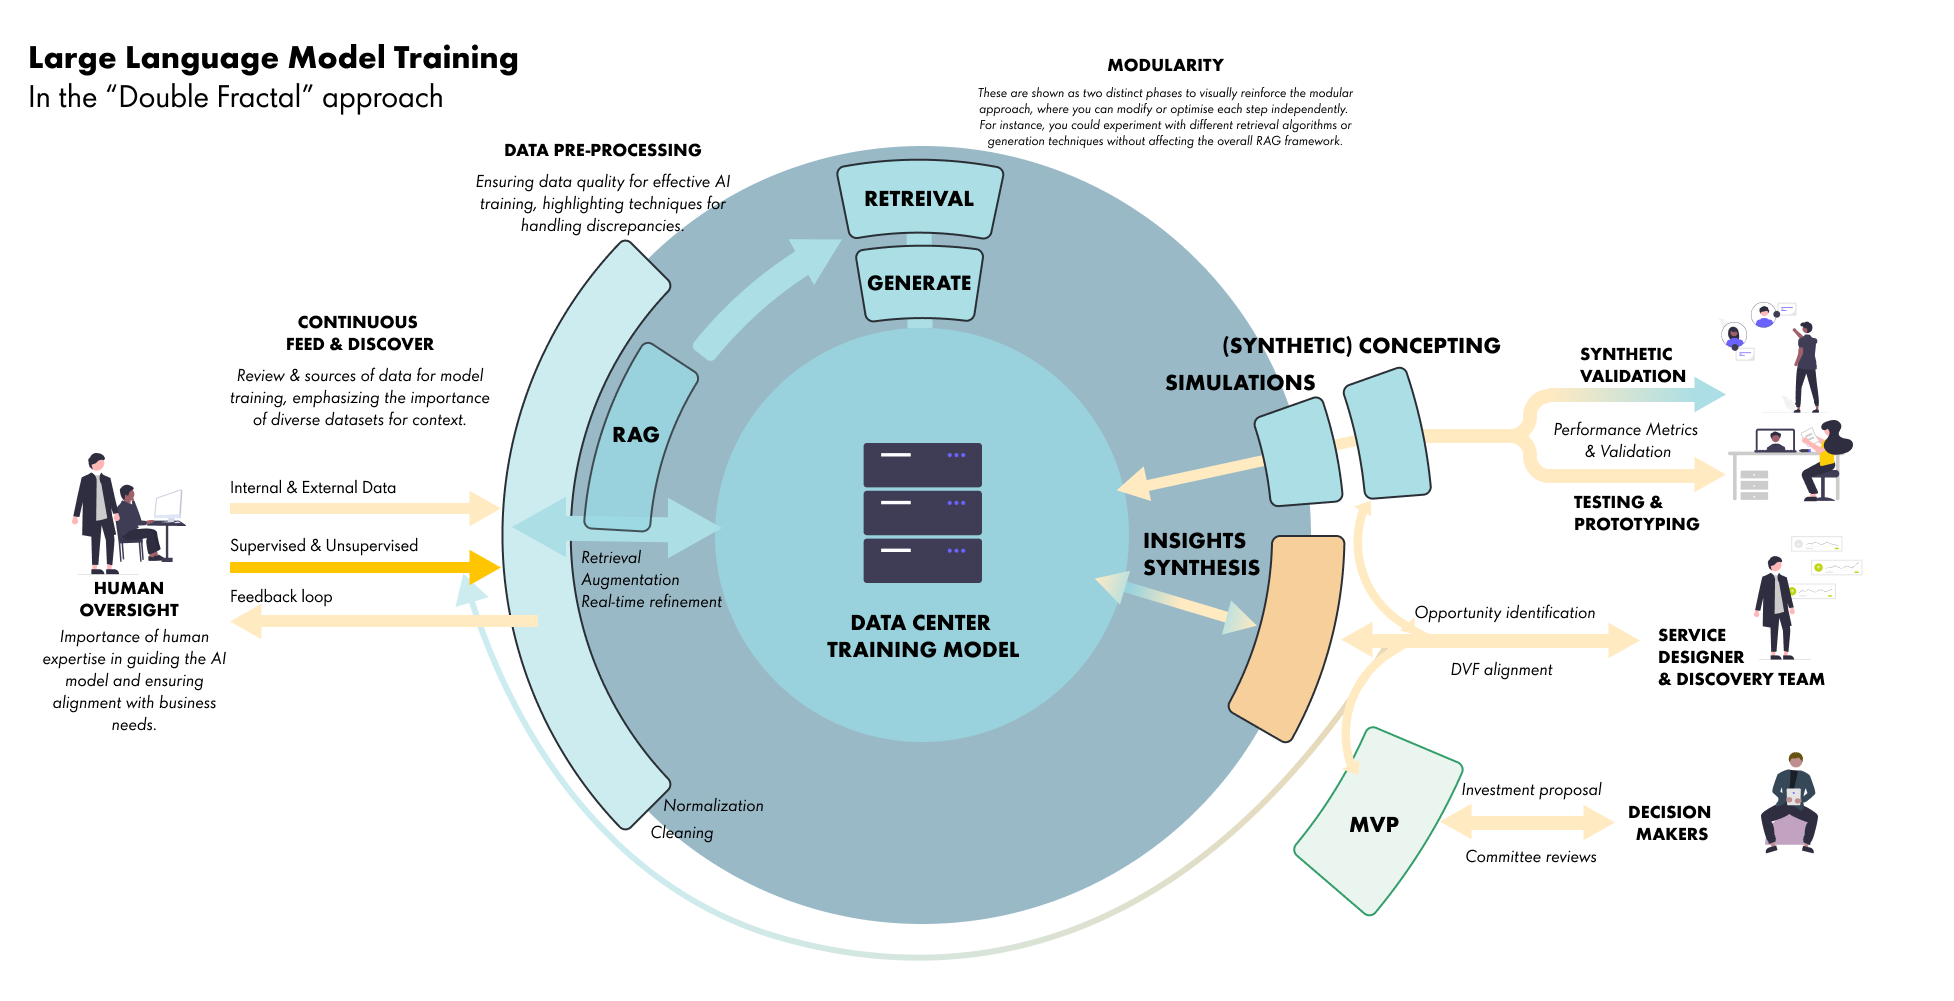 Large Language Model Training
In the “Double Fractal” approach
MODULARITY
These are shown as two distinct phases to visually reinforce the modular
approach, where you can modify or optimise each step independently.
For instance, you could experiment with different retrieval algorithms or
generation techniques without affecting the overall RAG framework.
DATA PRE-PROCESSING
Ensuring data quality for effective AI
training, highlighting techniques for
handling discrepancies.
RETREIVAL
GENERATE
CONTINUOUS
FEED & DISCOVER
Review & sources of data for model
training, emphasizing the importance
of diverse datasets for context.
RAG
Internal & External Data
Supervised & Unsupervised
Feedback loop
HUMAN
OVERSIGHT
Importance of human
expertise in guiding the AI
model and ensuring
alignment with business
needs.
Retrieval
Augmentation
Real-time refinement
DATA CENTER
TRAINING MODEL
Normalization
Cleaning
(SYNTHETIC) CONCEPTING
SIMULATIONS
INSIGHTS
SYNTHESIS
SYNTHETIC
VALIDATION
Performance Metrics
& Validation
TESTING &
PROTOTYPING
Opportunity identification
DVF alignment
SERVICE
DESIGNER
& DISCOVERY TEAM
MVP
Investment proposal
Committee reviews
DECISION
MAKERS